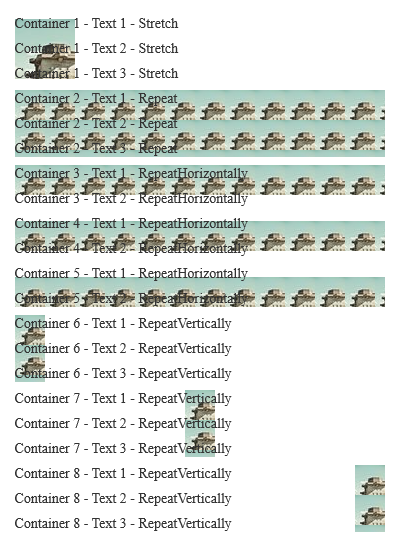 Container 1 - Text 1 - Stretch
Container 1 - Text 2 - Stretch
Container 1 - Text 3 - Stretch
Container 2 - Text 1 - Repeat
Container 2 - Text 2 - Repeat
Container 2 - Text 3 - Repeat
Container 3 - Text 1 - RepeatHorizontally
Container 3 - Text 2 - RepeatHorizontally
Container 4 - Text 1 - RepeatHorizontally
Container 4 - Text 2 - RepeatHorizontally
Container 5 - Text 1 - RepeatHorizontally
Container 5 - Text 2 - RepeatHorizontally
Container 6 - Text 1 - RepeatVertically
Container 6 - Text 2 - RepeatVertically
Container 6 - Text 3 - RepeatVertically
Container 7 - Text 1 - RepeatVertically
Container 7 - Text 2 - RepeatVertically
Container 7 - Text 3 - RepeatVertically
Container 8 - Text 1 - RepeatVertically
Container 8 - Text 2 - RepeatVertically
Container 8 - Text 3 - RepeatVertically